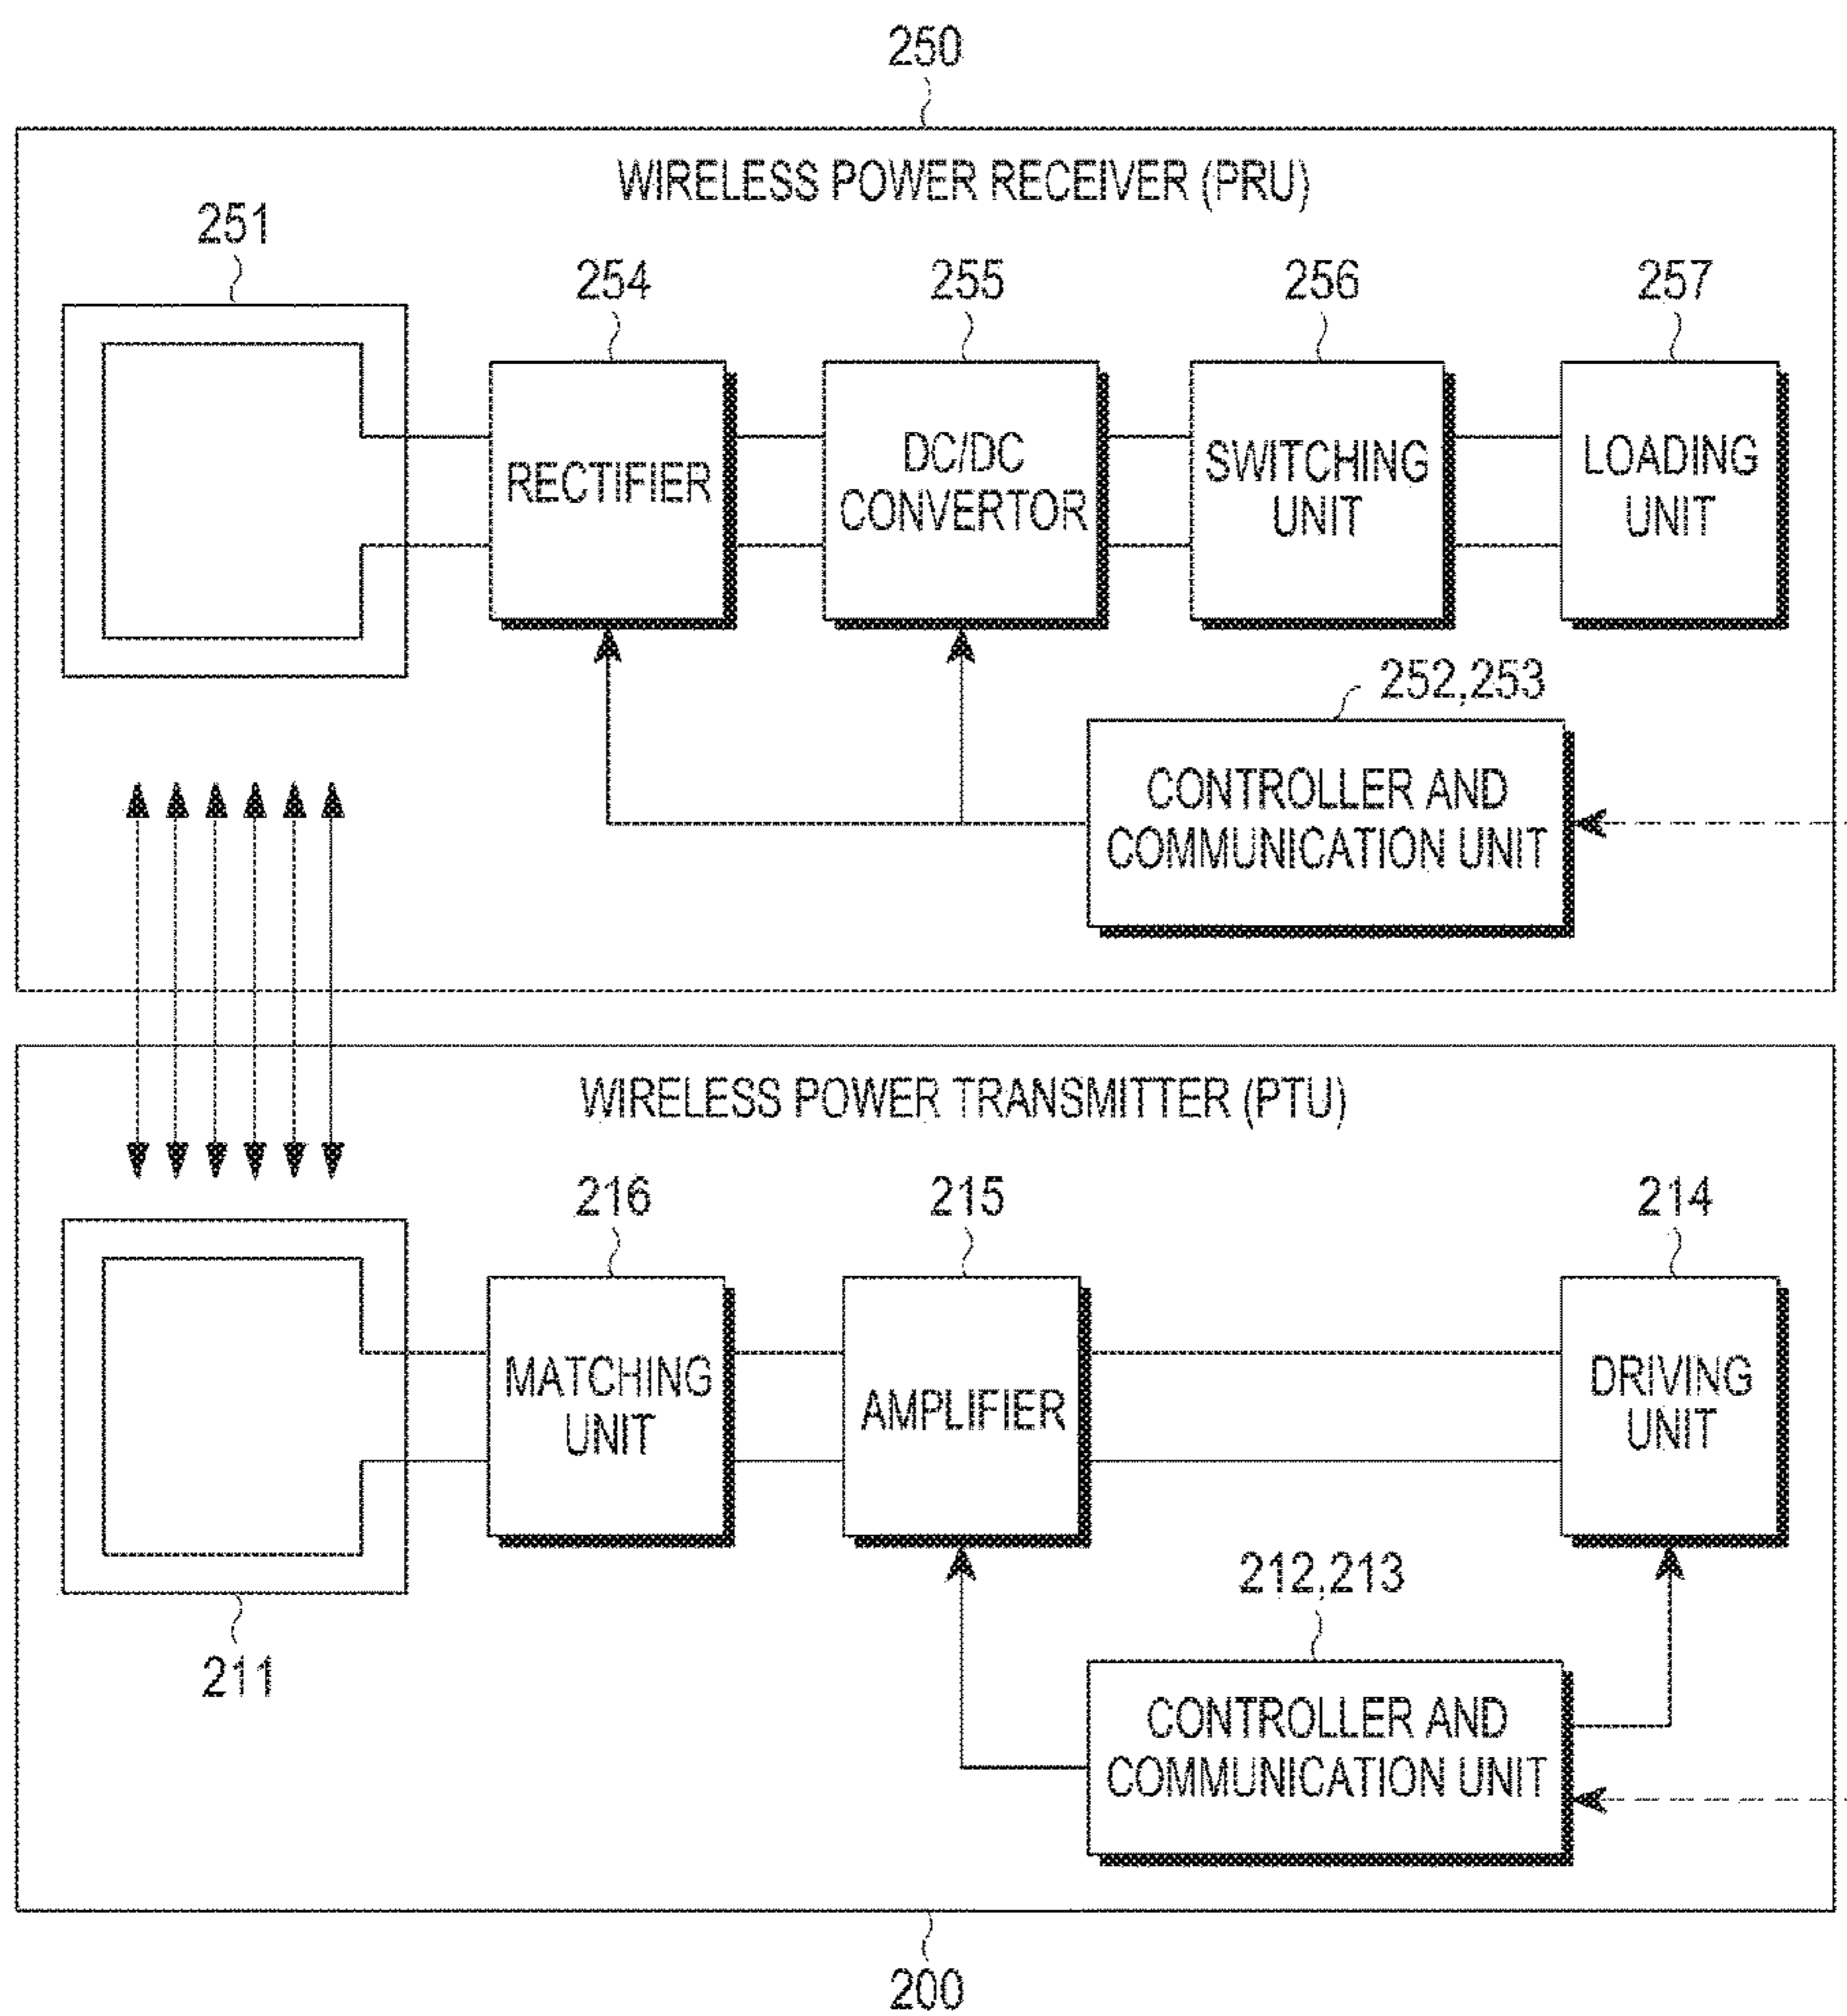 250
WIRELESS POWER RECEIVER (PRU)
251
254
255
256
257
RECTIFIER
DC/DC
CONVERTOR
SWITCHING
UNIT
LOADING
UNIT
252,253
CONTROLLER AND
COMMUNICATION UNIT
WIRELESS POWER TRANSMITTER (PTU)
216
215
214
MATCHING
UNIT
AMPLIFIER
DRIVING
UNIT
212,213
211
CONTROLLER AND
COMMUNICATION UNIT
200